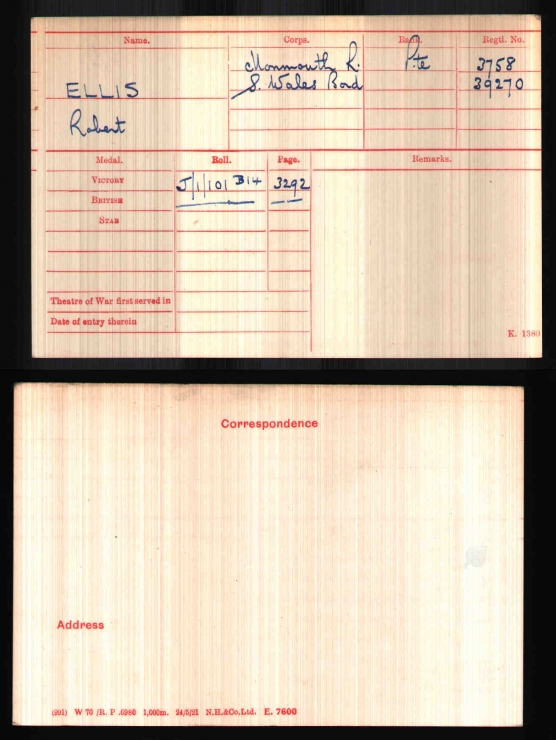 Name. Corps. Rank. Regtl. No.
Monmouth R. Pte 3758
ELLIS S. Wales Bord 39270
Robert
Medal. Roll. Page. Remarks.
VICTORY J/1/101 B14 3292
BRITISH
STAR
Theatre of War first served in
Date of entry therein
K. 1380
Correspondence
Address
(991) W 70 /R. P .6980 1,000m. 24/5/21 N.H.&Co.Ltd. E. 7600